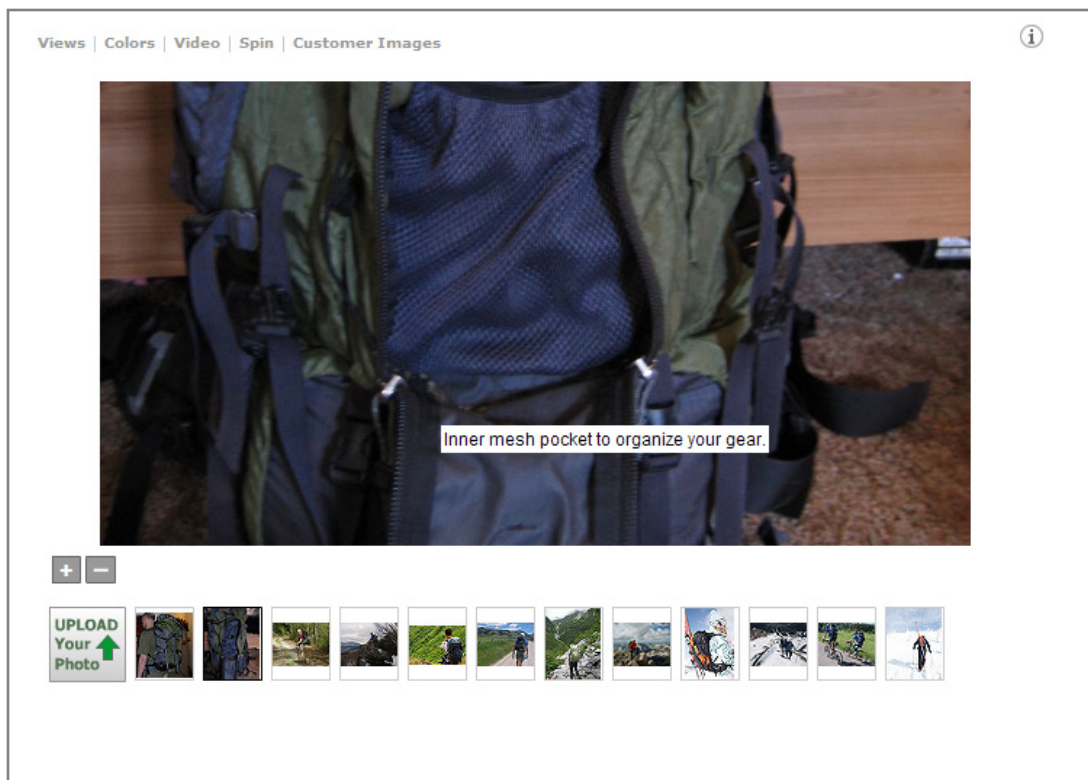 Views | Colors | Video | Spin | Customer Images
i
Inner mesh pocket to organize your gear.
+ −
UPLOAD
Your
Photo